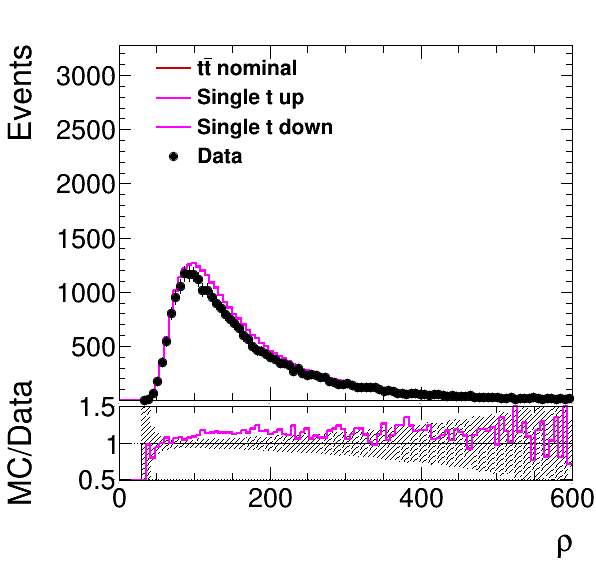 Events
3000
2500
2000
1500
1000
500
tt̄ nominal
Single t up
Single t down
Data
MC/Data
1.5
1
0.5
0 200 400 600
ρ